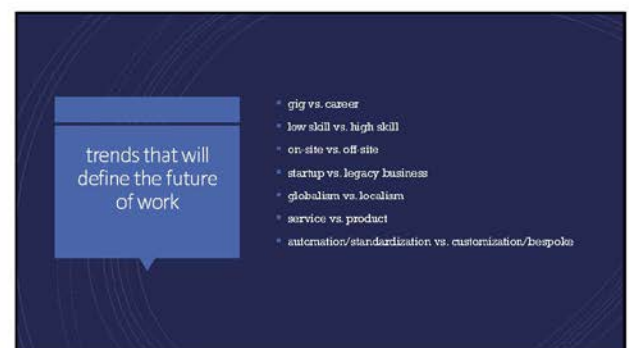 trends that will
define the future
of work
gig vs. career
low skill vs. high skill
on-site vs. off-site
startup vs. legacy business
globalism vs. localism
service vs. product
automation/standardization vs. customization/bespoke